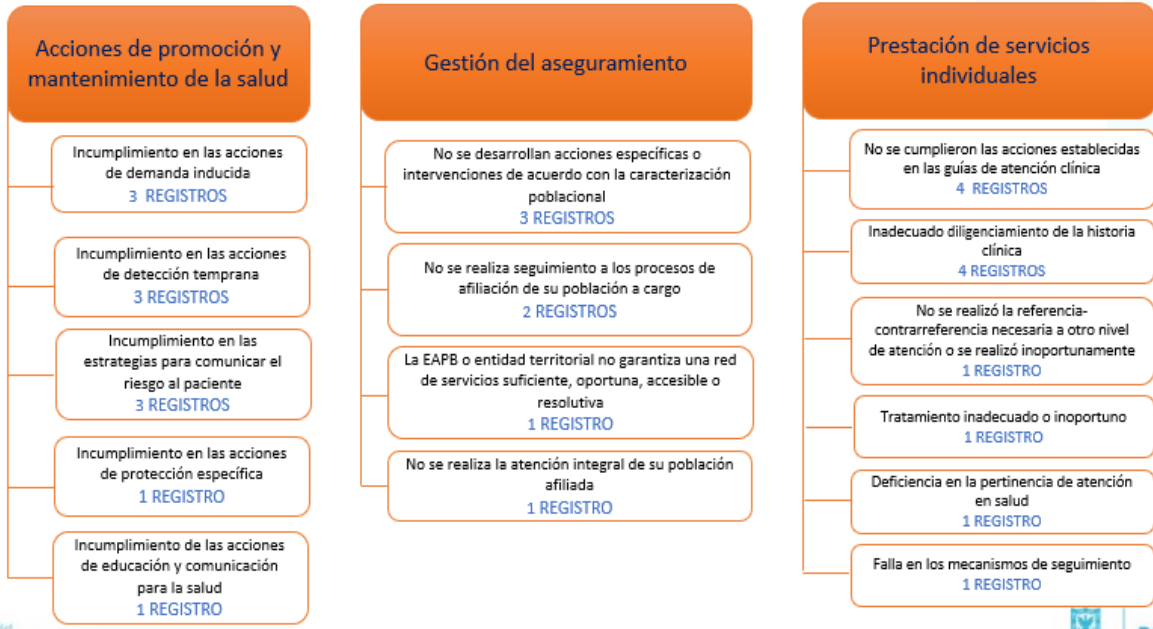 Acciones de promoción y
mantenimiento de la salud
Incumplimiento en las acciones
de demanda inducida
3 REGISTROS
Incumplimiento en las acciones
de detección temprana
3 REGISTROS
Incumplimiento en las
estrategias para comunicar el
riesgo al paciente
3 REGISTROS
Incumplimiento en las acciones
de protección específica
1 REGISTRO
Incumplimiento de las acciones
de educación y comunicación
para la salud
1 REGISTRO
Gestión del aseguramiento
No se desarrollan acciones específicas o
intervenciones de acuerdo con la caracterización
poblacional
3 REGISTROS
No se realiza seguimiento a los procesos de
afiliación de su población a cargo
2 REGISTROS
La EAPB o entidad territorial no garantiza una red
de servicios suficiente, oportuna, accesible o
resolutiva
1 REGISTRO
No se realiza la atención integral de su población
afiliada
1 REGISTRO
Prestación de servicios
individuales
No se cumplieron las acciones establecidas
en las guías de atención clínica
4 REGISTROS
Inadecuado diligenciamiento de la historia
clínica
4 REGISTROS
No se realizó la referencia-
contrarreferencia necesaria a otro nivel
de atención o se realizó inoportunamente
1 REGISTRO
Tratamiento inadecuado o inoportuno
1 REGISTRO
Deficiencia en la pertinencia de atención
en salud
1 REGISTRO
Falla en los mecanismos de seguimiento
1 REGISTRO